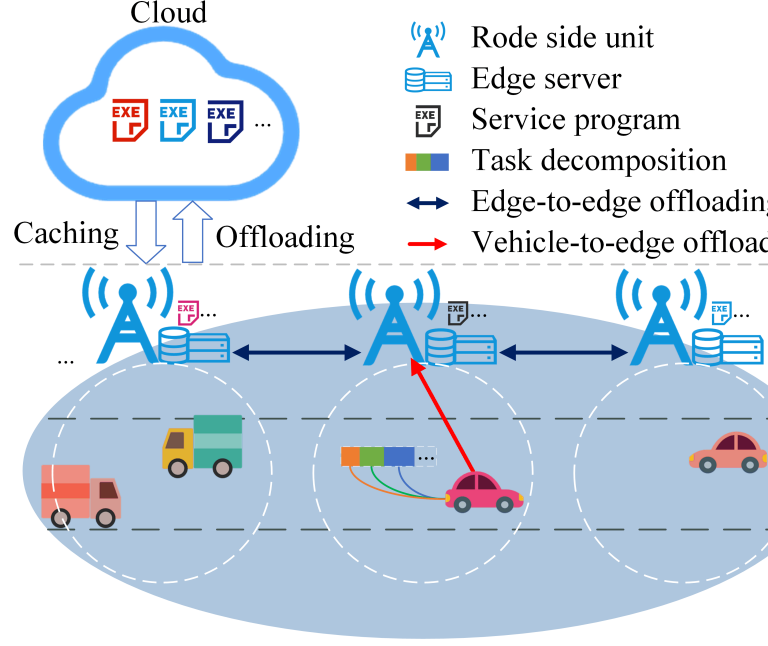 Cloud
EXE EXE EXE ...
Rode side unit
Edge server
EXE Service program
Task decomposition
Edge-to-edge offloading
Vehicle-to-edge offload
Caching
Offloading
EXE ...
EXE ...
EXE ...
...
...